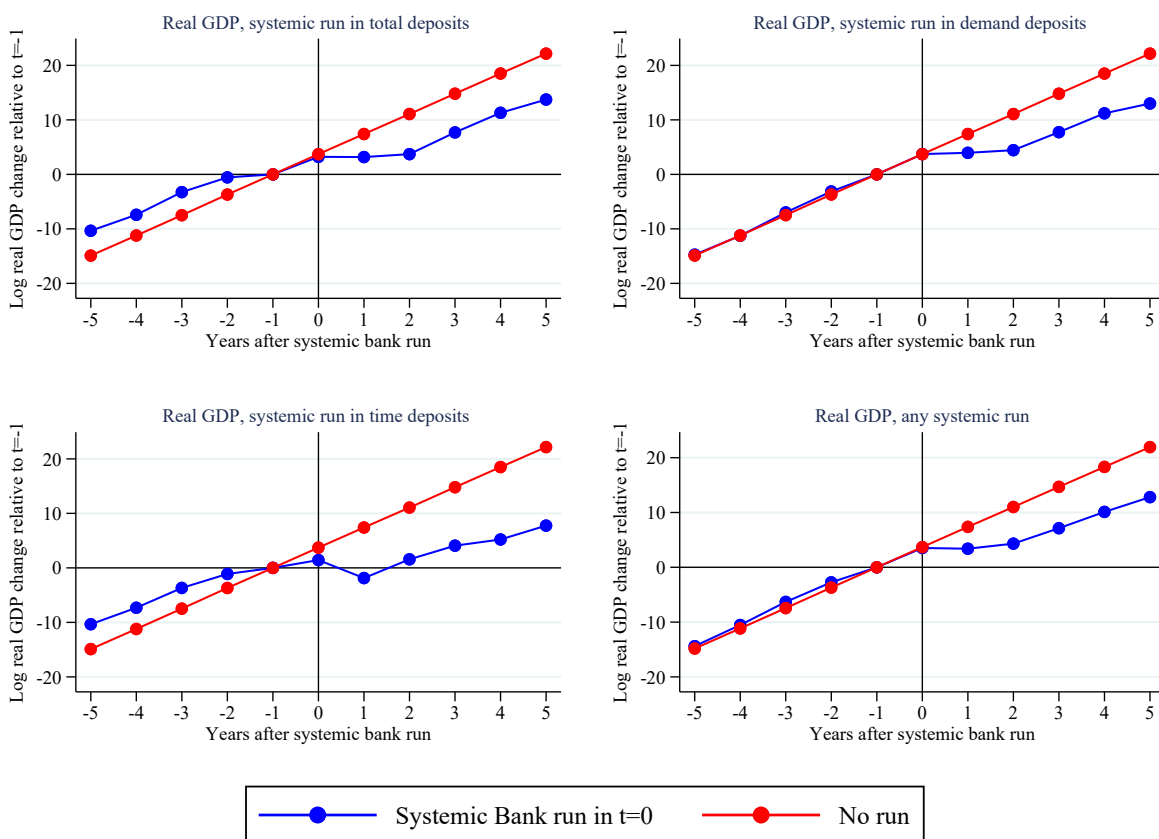 Real GDP, systemic run in total deposits
Log real GDP change relative to t=-1
20
10
0
-10
-20
-5 -4 -3 -2 -1 0 1 2 3 4 5
Years after systemic bank run
Real GDP, systemic run in demand deposits
Log real GDP change relative to t=-1
20
10
0
-10
-20
-5 -4 -3 -2 -1 0 1 2 3 4 5
Years after systemic bank run
Real GDP, systemic run in time deposits
Log real GDP change relative to t=-1
20
10
0
-10
-20
-5 -4 -3 -2 -1 0 1 2 3 4 5
Years after systemic bank run
Real GDP, any systemic run
Log real GDP change relative to t=-1
20
10
0
-10
-20
-5 -4 -3 -2 -1 0 1 2 3 4 5
Years after systemic bank run
Systemic Bank run in t=0 No run